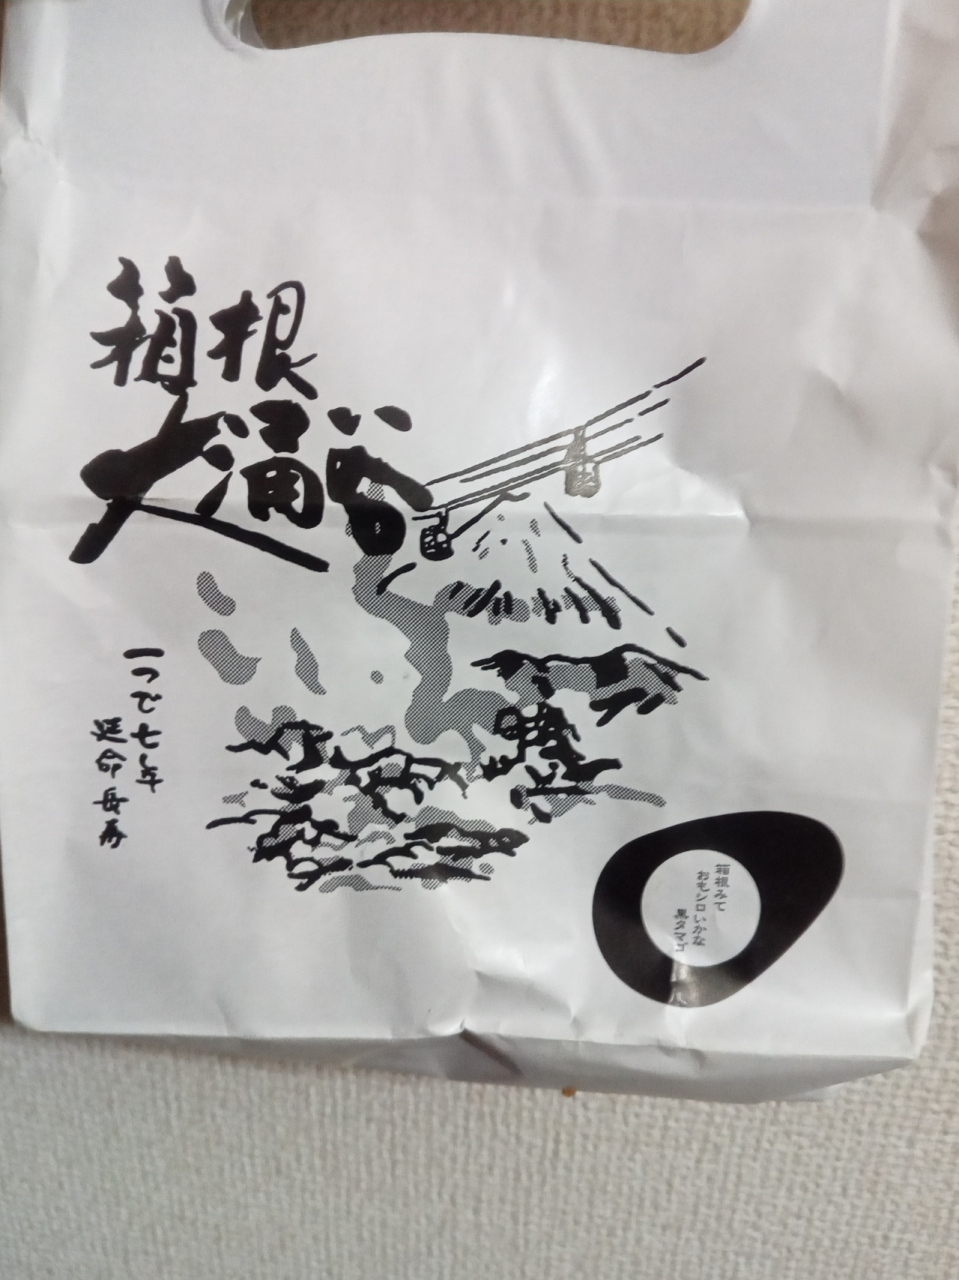 箱根
大涌谷
一つで七年
延命長寿
箱根みて
おもシロいかな
黒タマゴ